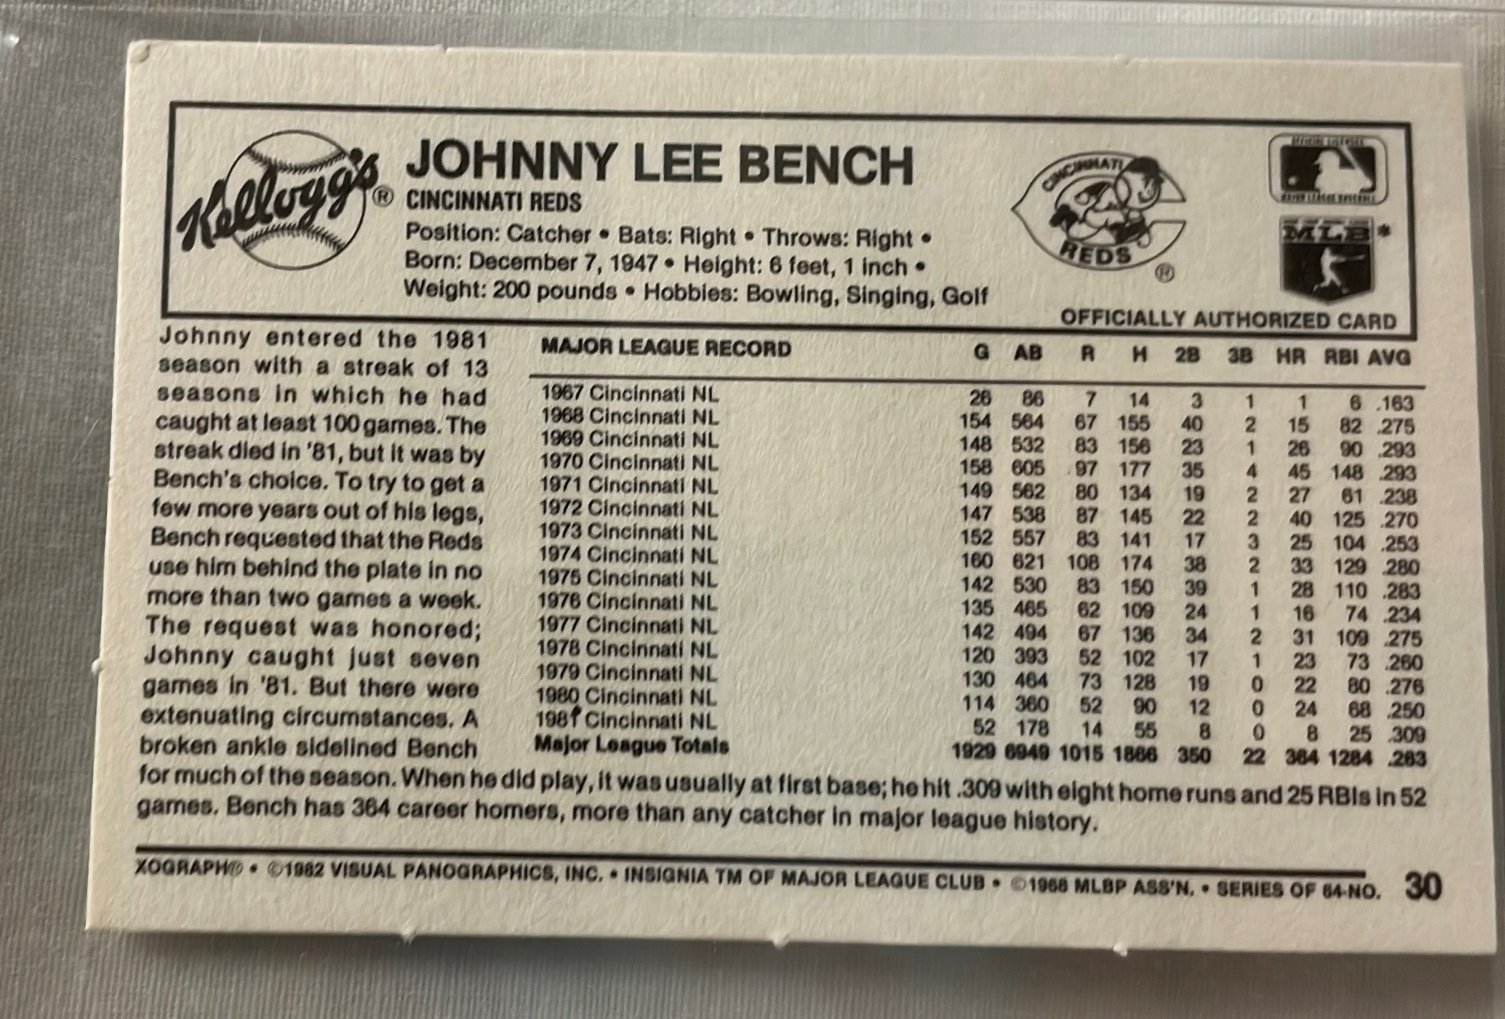 Kellogg's®
JOHNNY LEE BENCH
CINCINNATI REDS
Position: Catcher • Bats: Right • Throws: Right •
Born: December 7, 1947 • Height: 6 feet, 1 inch •
Weight: 200 pounds • Hobbies: Bowling, Singing, Golf
CINCINNATI
REDS
®
OFFICIAL LICENSEE
MAJOR LEAGUE BASEBALL
MLB*
OFFICIALLY AUTHORIZED CARD
Johnny entered the 1981
season with a streak of 13
seasons in which he had
caught at least 100 games. The
streak died in '81, but it was by
Bench's choice. To try to get a
few more years out of his legs,
Bench requested that the Reds
use him behind the plate in no
more than two games a week.
The request was honored;
Johnny caught just seven
games in '81. But there were
extenuating circumstances. A
broken ankle sidelined Bench
for much of the season. When he did play, it was usually at first base; he hit .309 with eight home runs and 25 RBIs in 52
games. Bench has 364 career homers, more than any catcher in major league history.
MAJOR LEAGUE RECORD G AB R H 2B 3B HR RBI AVG
1967 Cincinnati NL 26 86 7 14 3 1 1 6 .163
1968 Cincinnati NL 154 564 67 155 40 2 15 82 .275
1969 Cincinnati NL 148 532 83 156 23 1 26 90 .293
1970 Cincinnati NL 158 605 97 177 35 4 45 148 .293
1971 Cincinnati NL 149 562 80 134 19 2 27 61 .238
1972 Cincinnati NL 147 538 87 145 22 2 40 125 .270
1973 Cincinnati NL 152 557 83 141 17 3 25 104 .253
1974 Cincinnati NL 160 621 108 174 38 2 33 129 .280
1975 Cincinnati NL 142 530 83 150 39 1 28 110 .283
1976 Cincinnati NL 135 465 62 109 24 1 16 74 .234
1977 Cincinnati NL 142 494 67 136 34 2 31 109 .275
1978 Cincinnati NL 120 393 52 102 17 1 23 73 .260
1979 Cincinnati NL 130 464 73 128 19 0 22 80 .276
1980 Cincinnati NL 114 360 52 90 12 0 24 68 .250
1981 Cincinnati NL 52 178 14 55 8 0 8 25 .309
Major League Totals 1929 6949 1015 1866 350 22 364 1284 .263
XOGRAPH® • ©1982 VISUAL PANOGRAPHICS, INC. • INSIGNIA TM OF MAJOR LEAGUE CLUB • ©1968 MLBP ASS'N. • SERIES OF 64-NO. 30